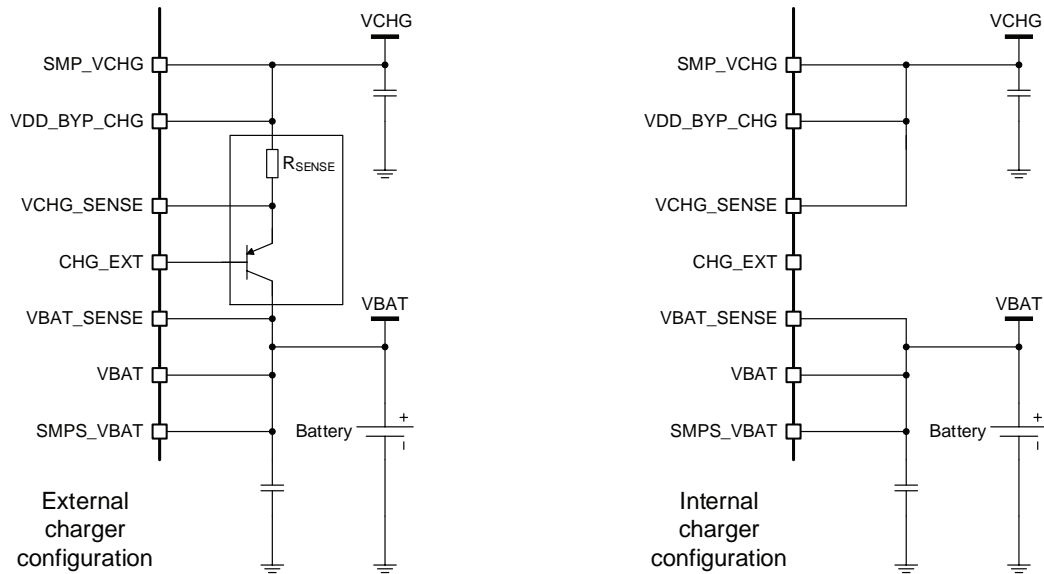 VCHG
SMP_VCHG
VDD_BYP_CHG
RSENSE
VCHG_SENSE
CHG_EXT
VBAT
VBAT_SENSE
VBAT
+
SMPS_VBAT
Battery
–
External
charger
configuration
VCHG
SMP_VCHG
VDD_BYP_CHG
VCHG_SENSE
CHG_EXT
VBAT
VBAT_SENSE
VBAT
+
SMPS_VBAT
Battery
–
Internal
charger
configuration